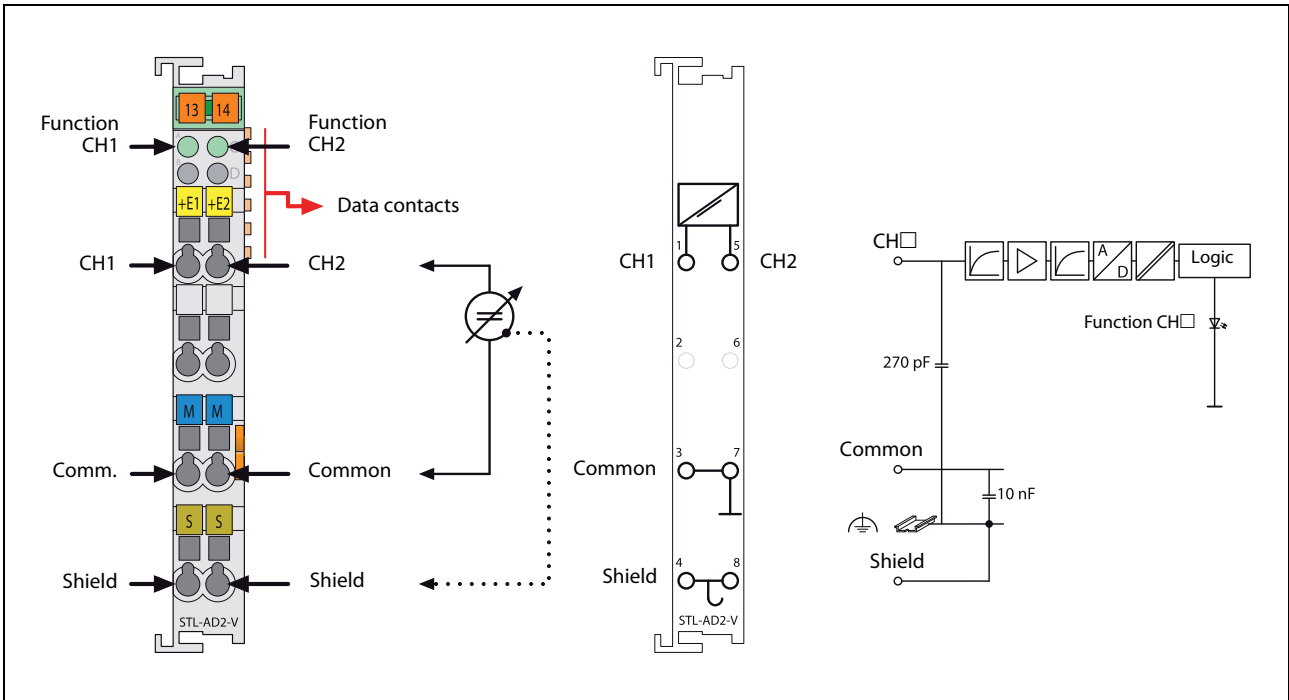 13 14
Function
CH1
Function
CH2
A
B
D
+E1 +E2
Data contacts
CH1
CH2
M M
Comm.
Common
S S
Shield
Shield
STL-AD2-V
1 5
CH1
CH2
2 6
3 7
Common
4 8
Shield
STL-AD2-V
CH□
A
D
Logic
Function CH□
270 pF
Common
10 nF
Shield